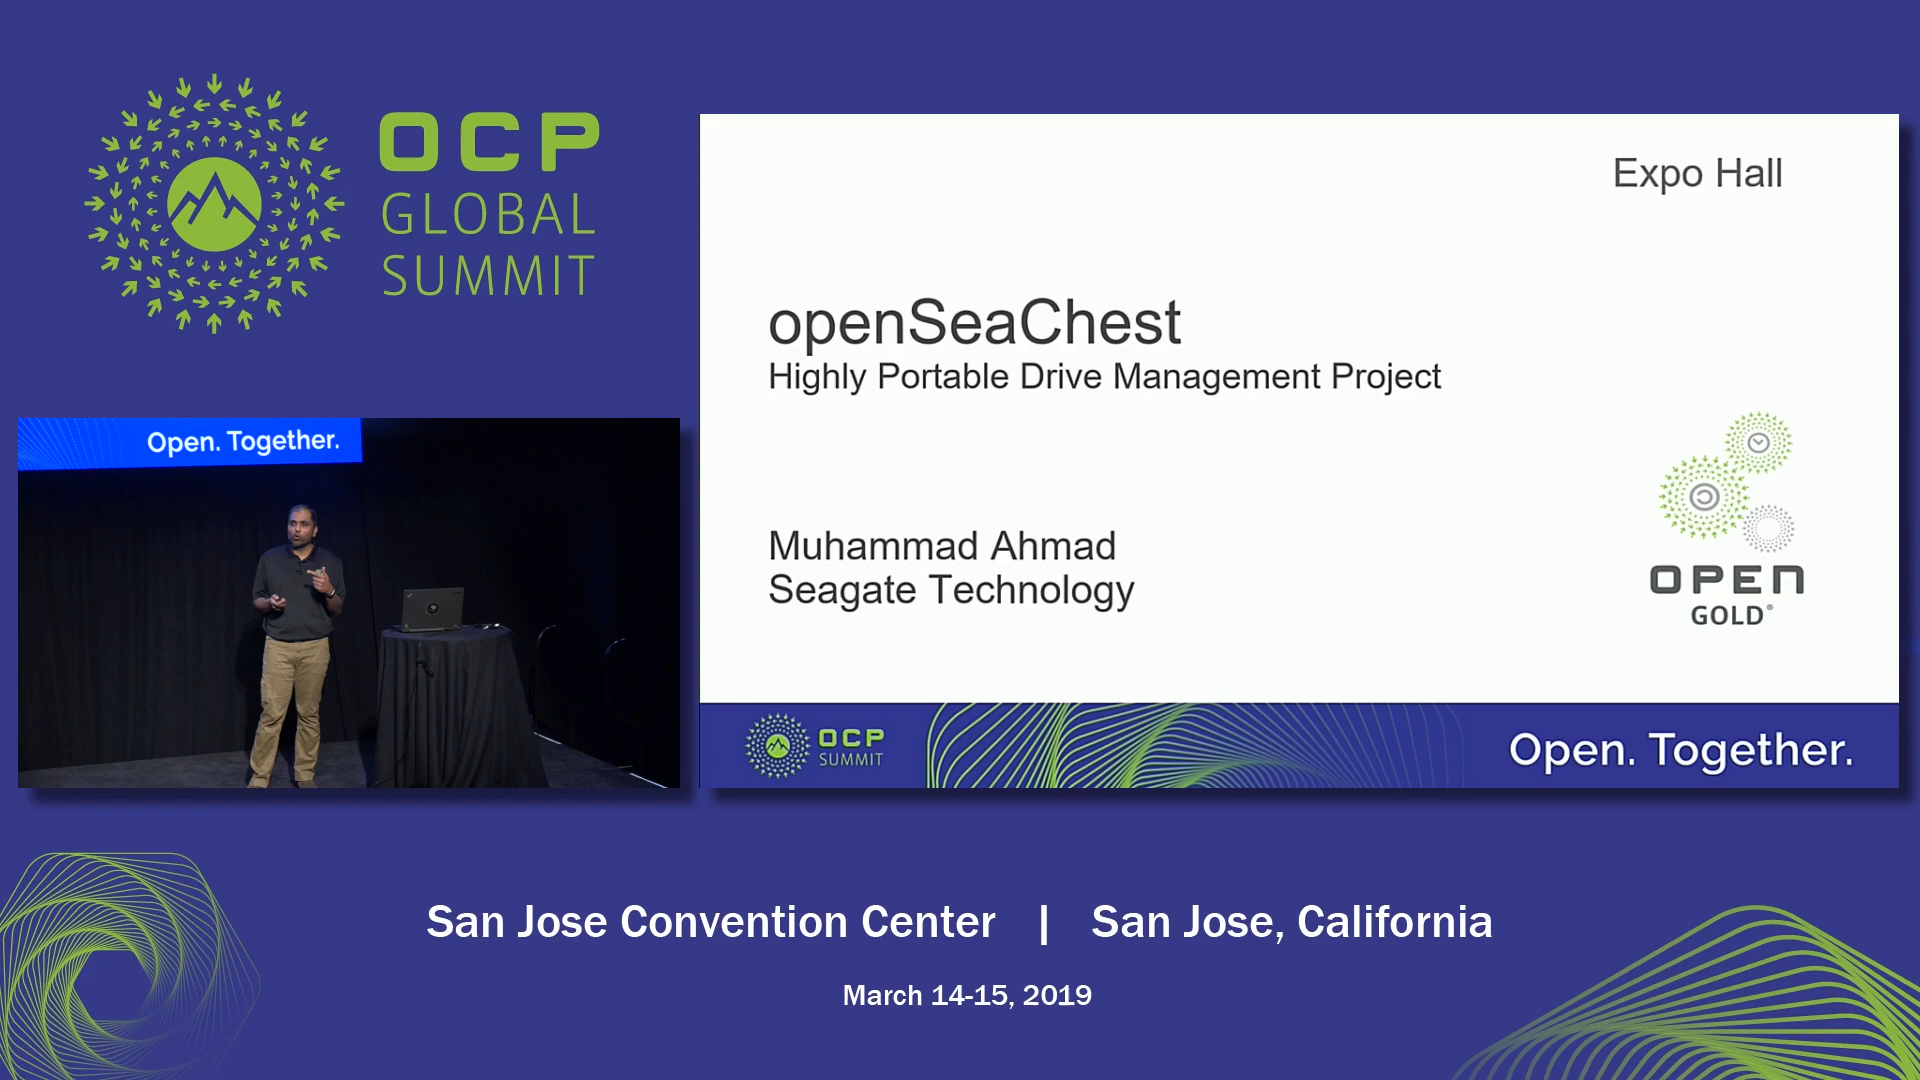 OCP
GLOBAL
SUMMIT
Expo Hall
openSeaChest
Highly Portable Drive Management Project
Muhammad Ahmad
Seagate Technology
OPEN
GOLD®
OCP
SUMMIT
Open. Together.
Open. Together.
San Jose Convention Center | San Jose, California
March 14-15, 2019